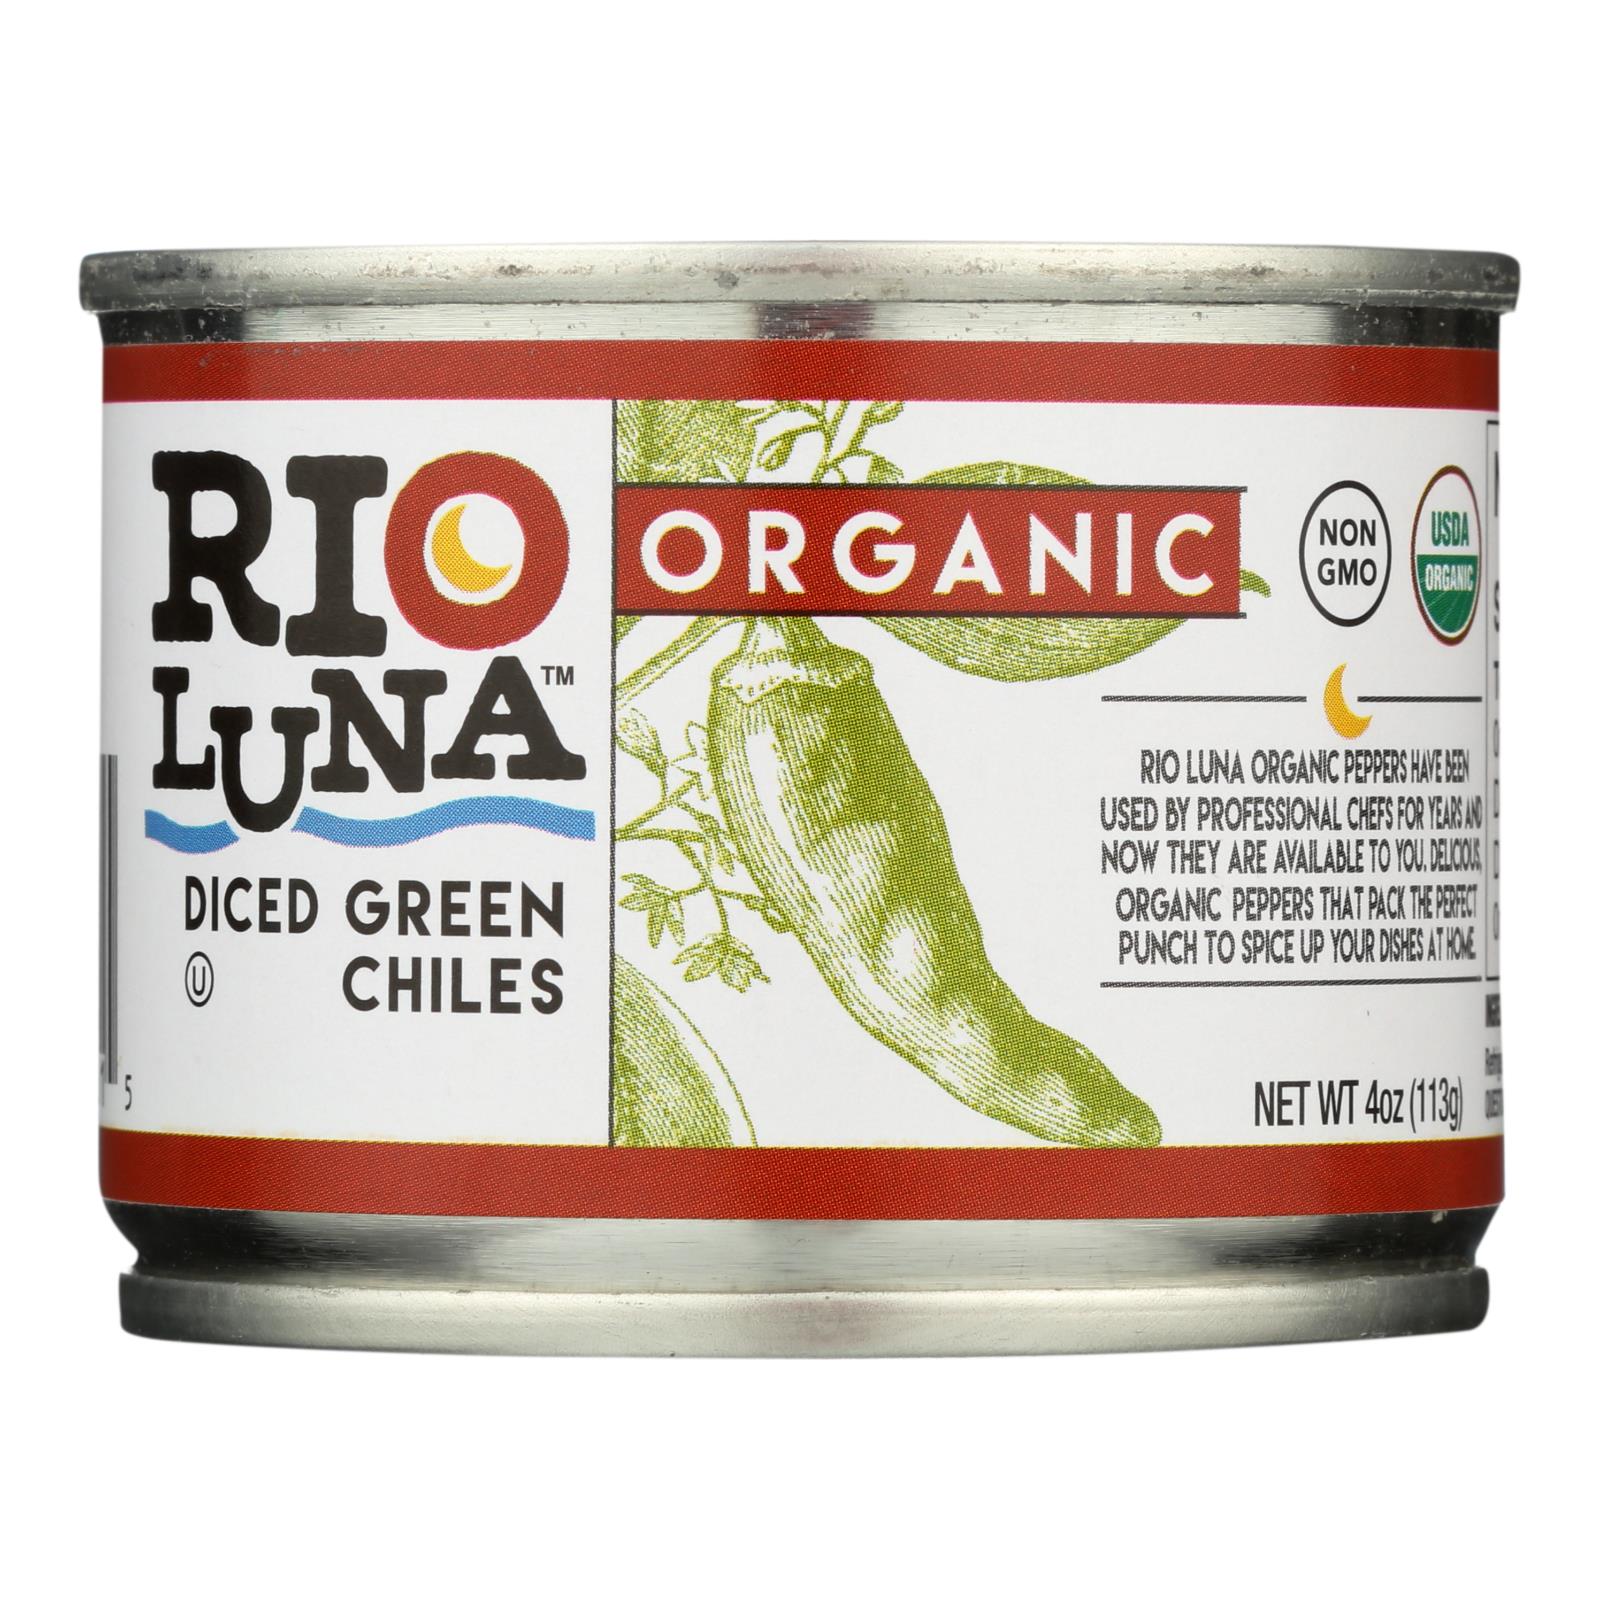 RIO
LUNA™
DICED GREEN
CHILES
U
5
ORGANIC
NON
GMO
USDA
ORGANIC
RIO LUNA ORGANIC PEPPERS HAVE BEEN
USED BY PROFESSIONAL CHEFS FOR YEARS AND
NOW THEY ARE AVAILABLE TO YOU. DELICIOUS,
ORGANIC PEPPERS THAT PACK THE PERFECT
PUNCH TO SPICE UP YOUR DISHES AT HOME.
NET WT 4oz (113g)